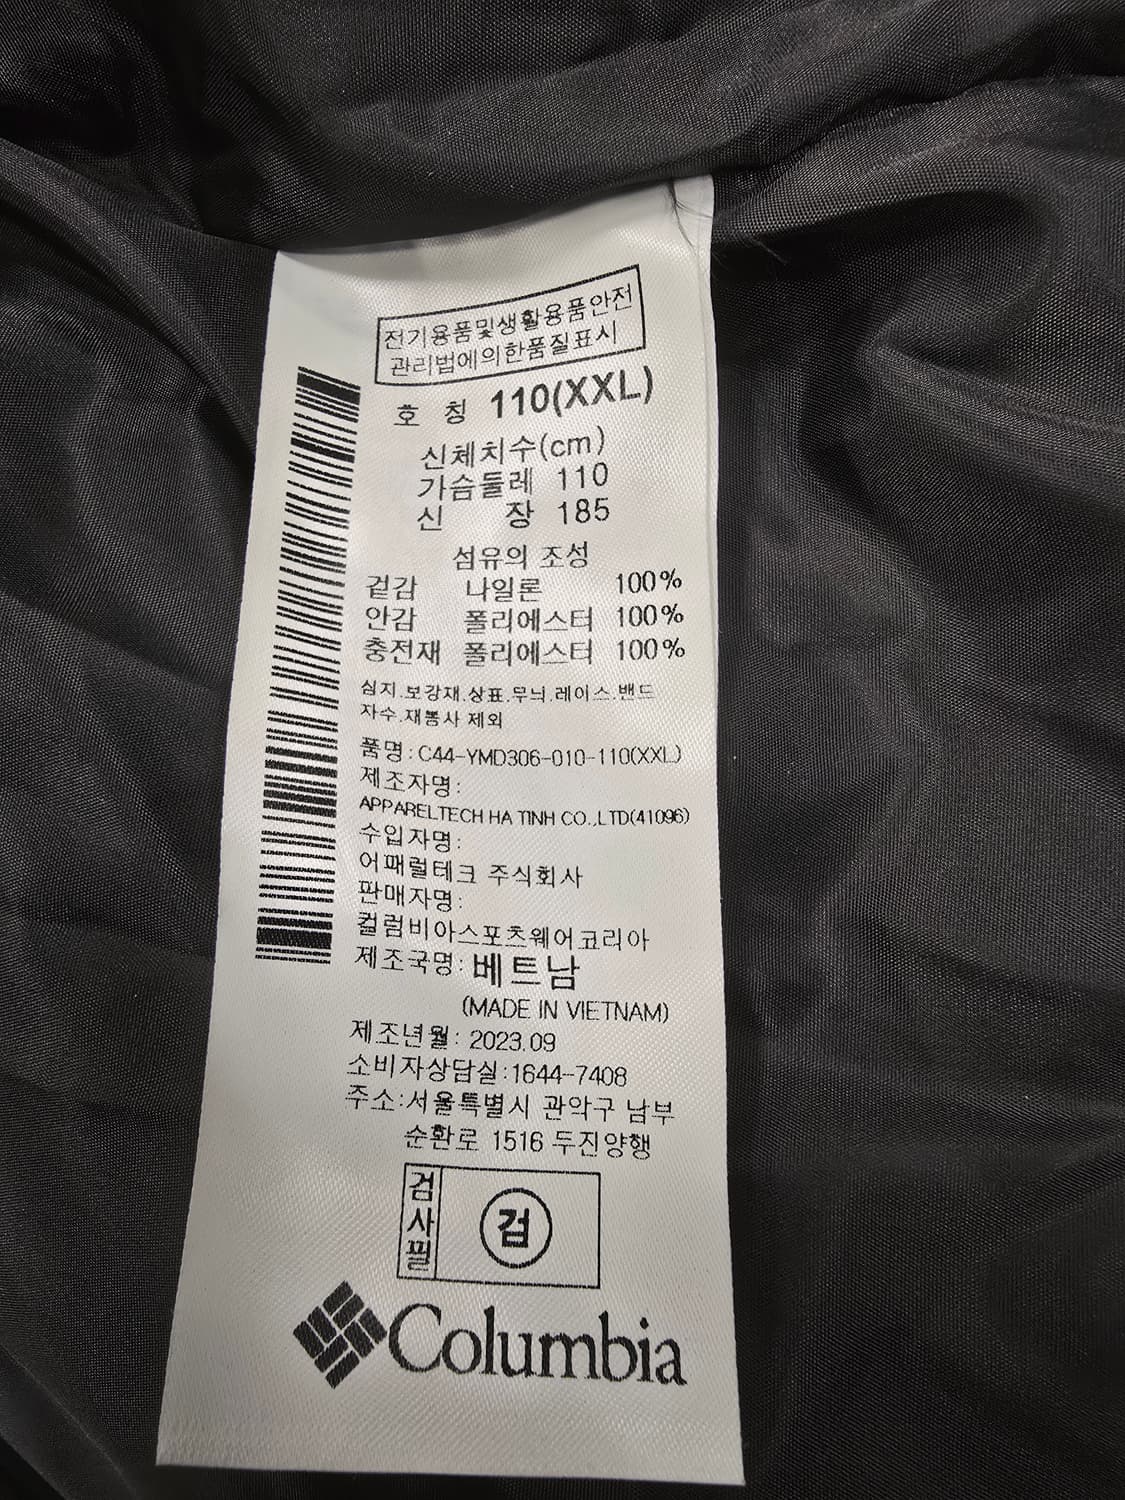 전기용품및생활용품안전
관리법에의한품질표시
호 칭 110(XXL)
신체치수(cm)
가슴둘레 110
신 장 185
섬유의 조성
겉감 나일론 100%
안감 폴리에스터 100%
충전재 폴리에스터 100%
심지.보강재.상표.무늬.레이스.밴드
자수.재봉사 제외
품명:C44-YMD306-010-110(XXL)
제조자명:
APPARELTECH HA TINH CO.,LTD(41096)
수입자명:
어패럴테크 주식회사
판매자명:
컬럼비아스포츠웨어코리아
제조국명:베트남
(MADE IN VIETNAM)
제조년월: 2023.09
소비자상담실:1644-7408
주소:서울특별시 관악구 남부
순환로 1516 두진양행
검사필
검
Columbia